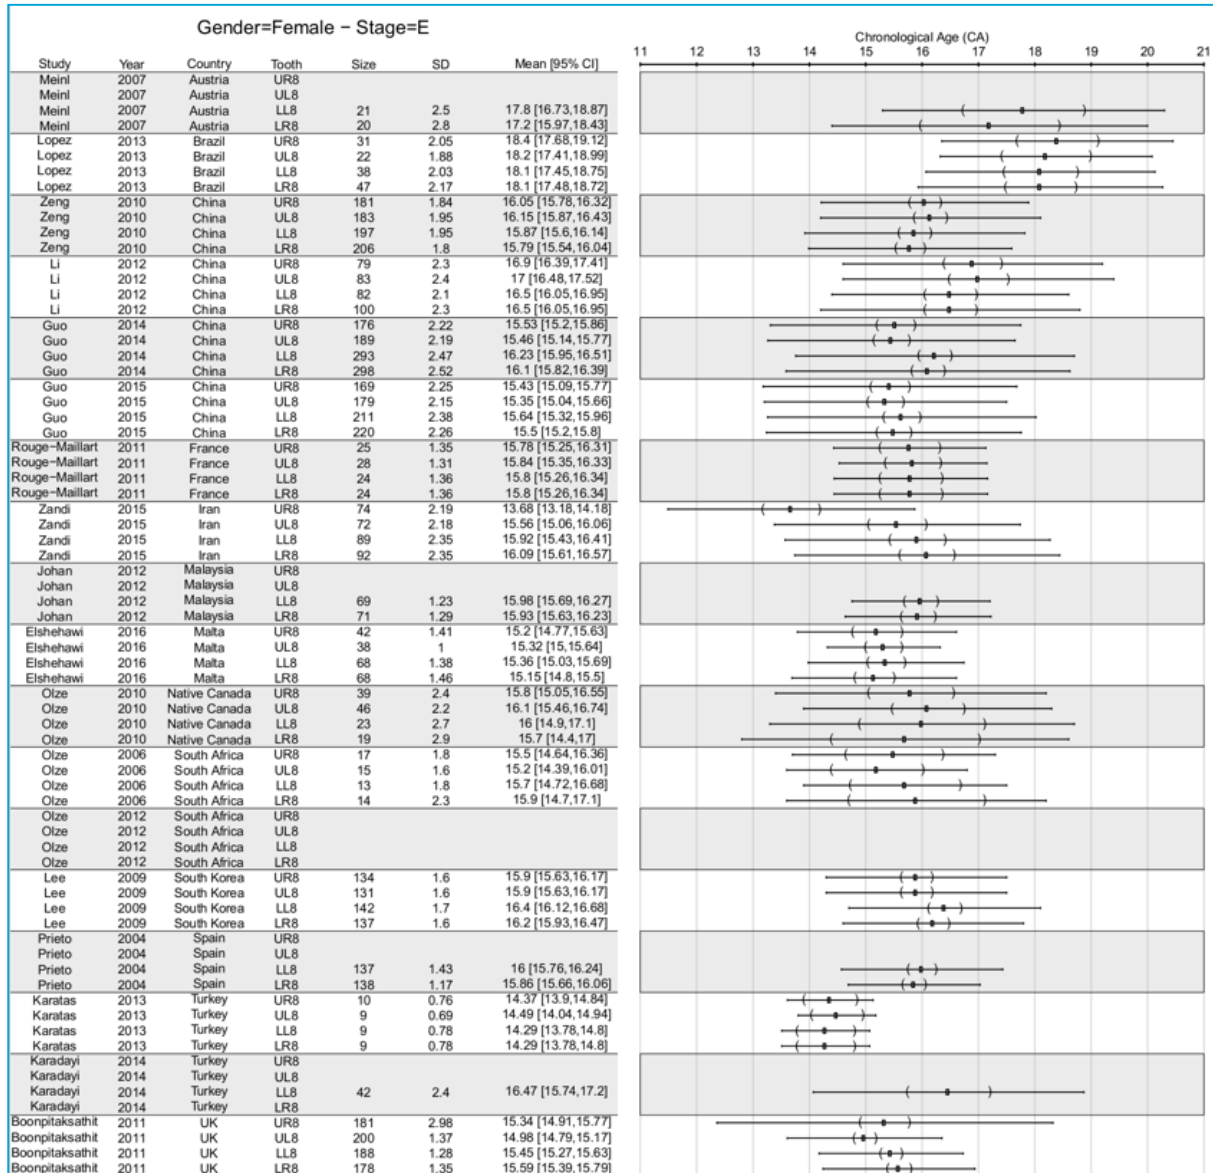 Gender=Female − Stage=E
Chronological Age (CA)
11 12 13 14 15 16 17 18 19 20 21
Study Year Country Tooth Size SD Mean [95% CI]
Meinl 2007 Austria UR8
Meinl 2007 Austria UL8
Meinl 2007 Austria LL8 21 2.5 17.8 [16.73,18.87]
Meinl 2007 Austria LR8 20 2.8 17.2 [15.97,18.43]
Lopez 2013 Brazil UR8 31 2.05 18.4 [17.68,19.12]
Lopez 2013 Brazil UL8 22 1.88 18.2 [17.41,18.99]
Lopez 2013 Brazil LL8 38 2.03 18.1 [17.45,18.75]
Lopez 2013 Brazil LR8 47 2.17 18.1 [17.48,18.72]
Zeng 2010 China UR8 181 1.84 16.05 [15.78,16.32]
Zeng 2010 China UL8 183 1.95 16.15 [15.87,16.43]
Zeng 2010 China LL8 197 1.95 15.87 [15.6,16.14]
Zeng 2010 China LR8 206 1.8 15.79 [15.54,16.04]
Li 2012 China UR8 79 2.3 16.9 [16.39,17.41]
Li 2012 China UL8 83 2.4 17 [16.48,17.52]
Li 2012 China LL8 82 2.1 16.5 [16.05,16.95]
Li 2012 China LR8 100 2.3 16.5 [16.05,16.95]
Guo 2014 China UR8 176 2.22 15.53 [15.2,15.86]
Guo 2014 China UL8 189 2.19 15.46 [15.14,15.77]
Guo 2014 China LL8 293 2.47 16.23 [15.95,16.51]
Guo 2014 China LR8 298 2.52 16.1 [15.82,16.39]
Guo 2015 China UR8 169 2.25 15.43 [15.09,15.77]
Guo 2015 China UL8 179 2.15 15.35 [15.04,15.66]
Guo 2015 China LL8 211 2.38 15.64 [15.32,15.96]
Guo 2015 China LR8 220 2.26 15.5 [15.2,15.8]
Rouge−Maillart 2011 France UR8 25 1.35 15.78 [15.25,16.31]
Rouge−Maillart 2011 France UL8 28 1.31 15.84 [15.35,16.33]
Rouge−Maillart 2011 France LL8 24 1.36 15.8 [15.26,16.34]
Rouge−Maillart 2011 France LR8 24 1.36 15.8 [15.26,16.34]
Zandi 2015 Iran UR8 74 2.19 13.68 [13.18,14.18]
Zandi 2015 Iran UL8 72 2.18 15.56 [15.06,16.06]
Zandi 2015 Iran LL8 89 2.35 15.92 [15.43,16.41]
Zandi 2015 Iran LR8 92 2.35 16.09 [15.61,16.57]
Johan 2012 Malaysia UR8
Johan 2012 Malaysia UL8
Johan 2012 Malaysia LL8 69 1.23 15.98 [15.69,16.27]
Johan 2012 Malaysia LR8 71 1.29 15.93 [15.63,16.23]
Elshehawi 2016 Malta UR8 42 1.41 15.2 [14.77,15.63]
Elshehawi 2016 Malta UL8 38 1 15.32 [15,15.64]
Elshehawi 2016 Malta LL8 68 1.38 15.36 [15.03,15.69]
Elshehawi 2016 Malta LR8 68 1.46 15.15 [14.8,15.5]
Olze 2010 Native Canada UR8 39 2.4 15.8 [15.05,16.55]
Olze 2010 Native Canada UL8 46 2.2 16.1 [15.46,16.74]
Olze 2010 Native Canada LL8 23 2.7 16 [14.9,17.1]
Olze 2010 Native Canada LR8 19 2.9 15.7 [14.4,17]
Olze 2006 South Africa UR8 17 1.8 15.5 [14.64,16.36]
Olze 2006 South Africa UL8 15 1.6 15.2 [14.39,16.01]
Olze 2006 South Africa LL8 13 1.8 15.7 [14.72,16.68]
Olze 2006 South Africa LR8 14 2.3 15.9 [14.7,17.1]
Olze 2012 South Africa UR8
Olze 2012 South Africa UL8
Olze 2012 South Africa LL8
Olze 2012 South Africa LR8
Lee 2009 South Korea UR8 134 1.6 15.9 [15.63,16.17]
Lee 2009 South Korea UL8 131 1.6 15.9 [15.63,16.17]
Lee 2009 South Korea LL8 142 1.7 16.4 [16.12,16.68]
Lee 2009 South Korea LR8 137 1.6 16.2 [15.93,16.47]
Prieto 2004 Spain UR8
Prieto 2004 Spain UL8
Prieto 2004 Spain LL8 137 1.43 16 [15.76,16.24]
Prieto 2004 Spain LR8 138 1.17 15.86 [15.66,16.06]
Karatas 2013 Turkey UR8 10 0.76 14.37 [13.9,14.84]
Karatas 2013 Turkey UL8 9 0.69 14.49 [14.04,14.94]
Karatas 2013 Turkey LL8 9 0.78 14.29 [13.78,14.8]
Karatas 2013 Turkey LR8 9 0.78 14.29 [13.78,14.8]
Karadayi 2014 Turkey UR8
Karadayi 2014 Turkey UL8
Karadayi 2014 Turkey LL8 42 2.4 16.47 [15.74,17.2]
Karadayi 2014 Turkey LR8
Boonpitaksathit 2011 UK UR8 181 2.98 15.34 [14.91,15.77]
Boonpitaksathit 2011 UK UL8 200 1.37 14.98 [14.79,15.17]
Boonpitaksathit 2011 UK LL8 188 1.28 15.45 [15.27,15.63]
Boonpitaksathit 2011 UK LR8 178 1.35 15.59 [15.39,15.79]